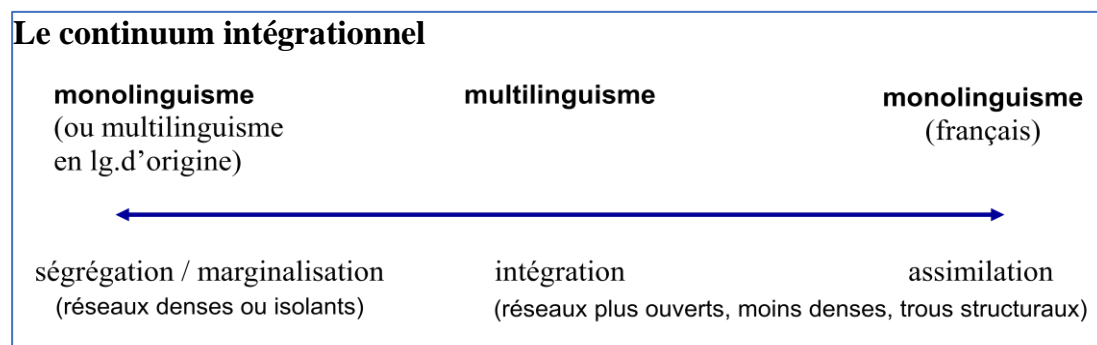 Le continuum intégrationnel
monolinguisme
(ou multilinguisme
en lg.d’origine)
multilinguisme
monolinguisme
(français)
ségrégation / marginalisation
(réseaux denses ou isolants)
intégration
assimilation
(réseaux plus ouverts, moins denses, trous structuraux)